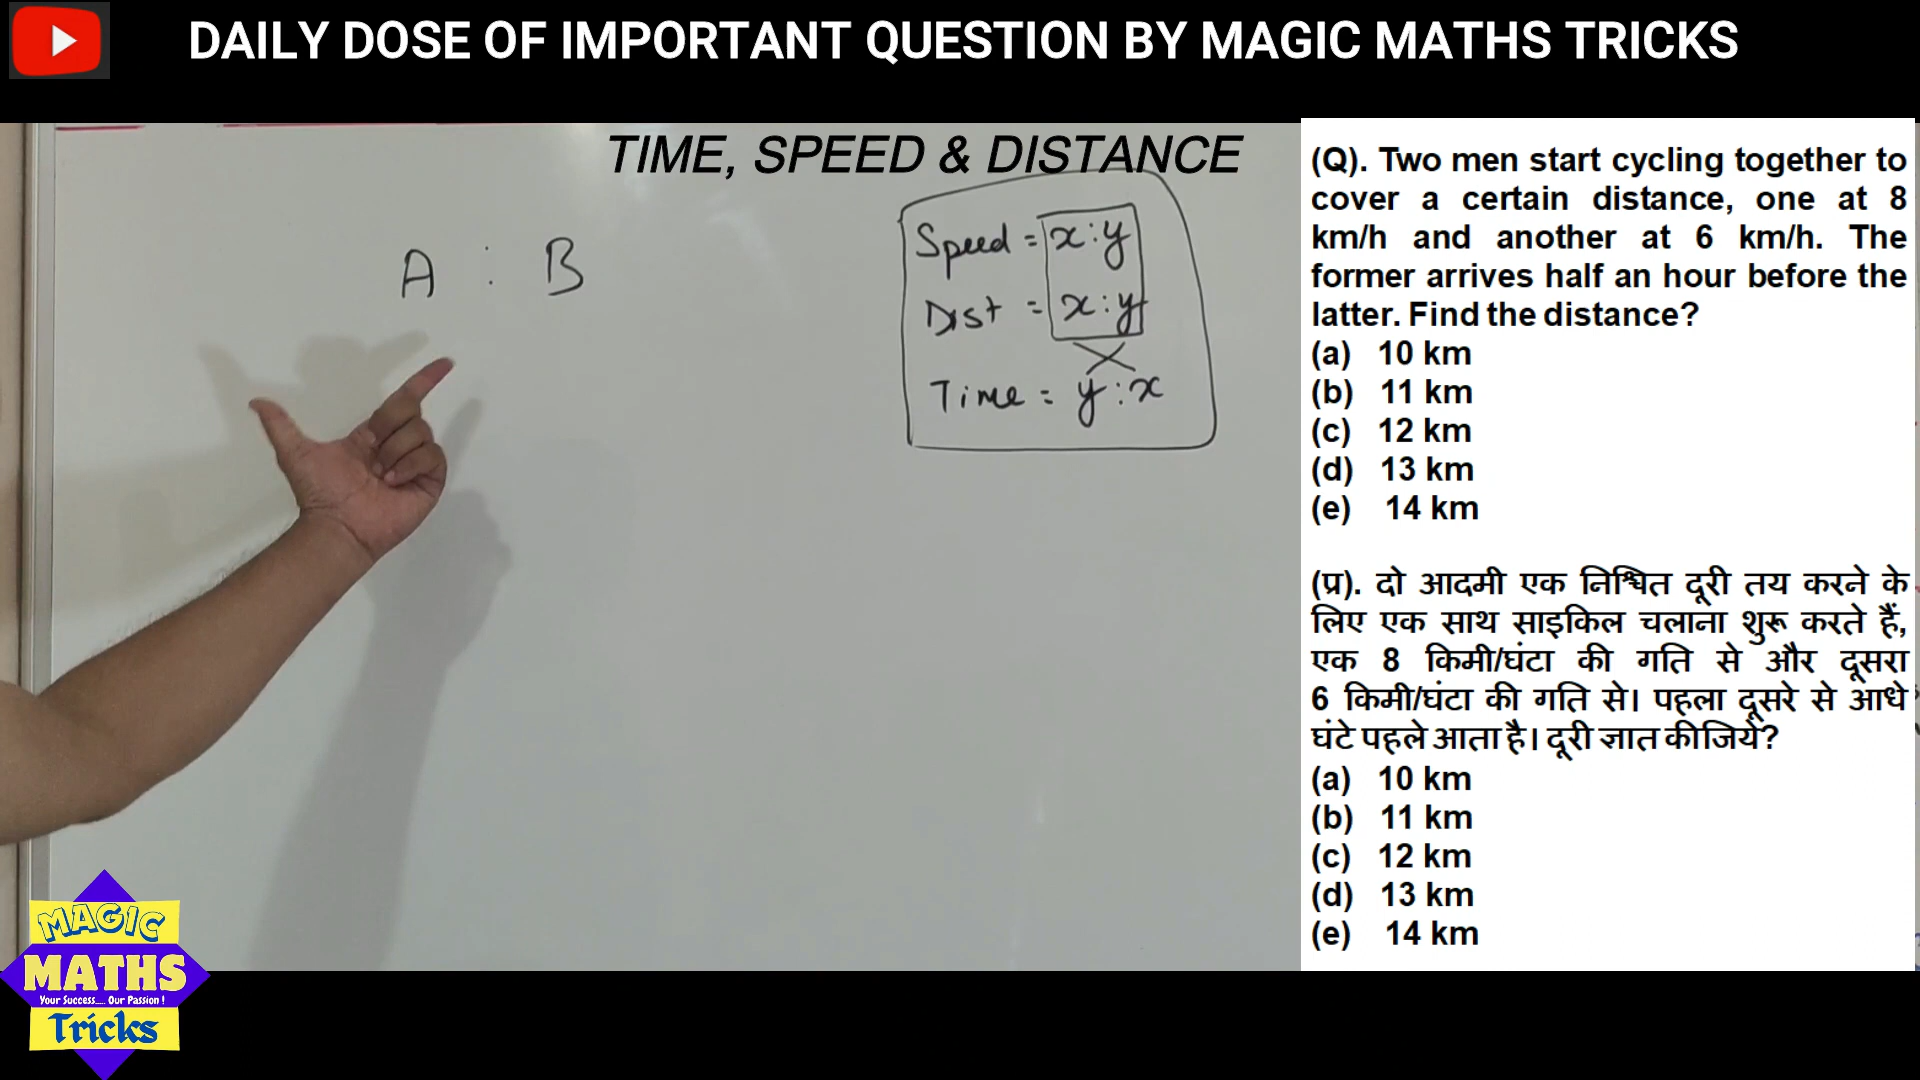 DAILY DOSE OF IMPORTANT QUESTION BY MAGIC MATHS TRICKS
TIME, SPEED & DISTANCE
A : B
Speed = x:y
Dist = x:y
Time = y:x
(Q). Two men start cycling together to
cover a certain distance, one at 8
km/h and another at 6 km/h. The
former arrives half an hour before the
latter. Find the distance?
(a) 10 km
(b) 11 km
(c) 12 km
(d) 13 km
(e) 14 km
(प्र). दो आदमी एक निश्चित दूरी तय करने के
लिए एक साथ साइकिल चलाना शुरू करते हैं,
एक 8 किमी/घंटा की गति से और दूसरा
6 किमी/घंटा की गति से। पहला दूसरे से आधे
घंटे पहले आता है। दूरी ज्ञात कीजिये?
(a) 10 km
(b) 11 km
(c) 12 km
(d) 13 km
(e) 14 km
MAGIC
MATHS
Your Success.... Our Passion !
Tricks